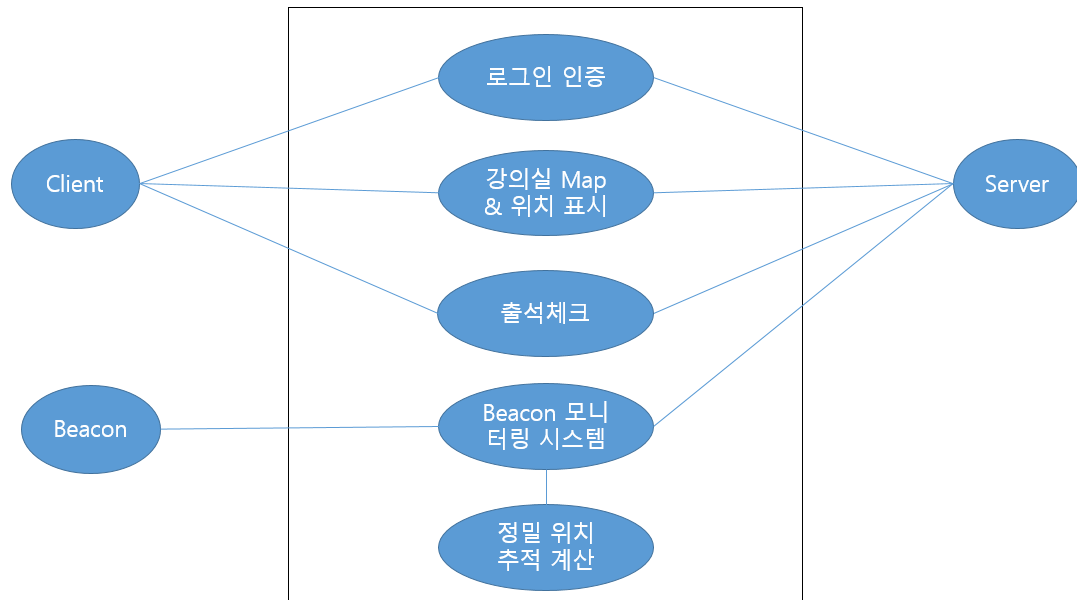 로그인 인증
Client
강의실 Map
& 위치 표시
Server
출석체크
Beacon
Beacon 모니
터링 시스템
정밀 위치
추적 계산